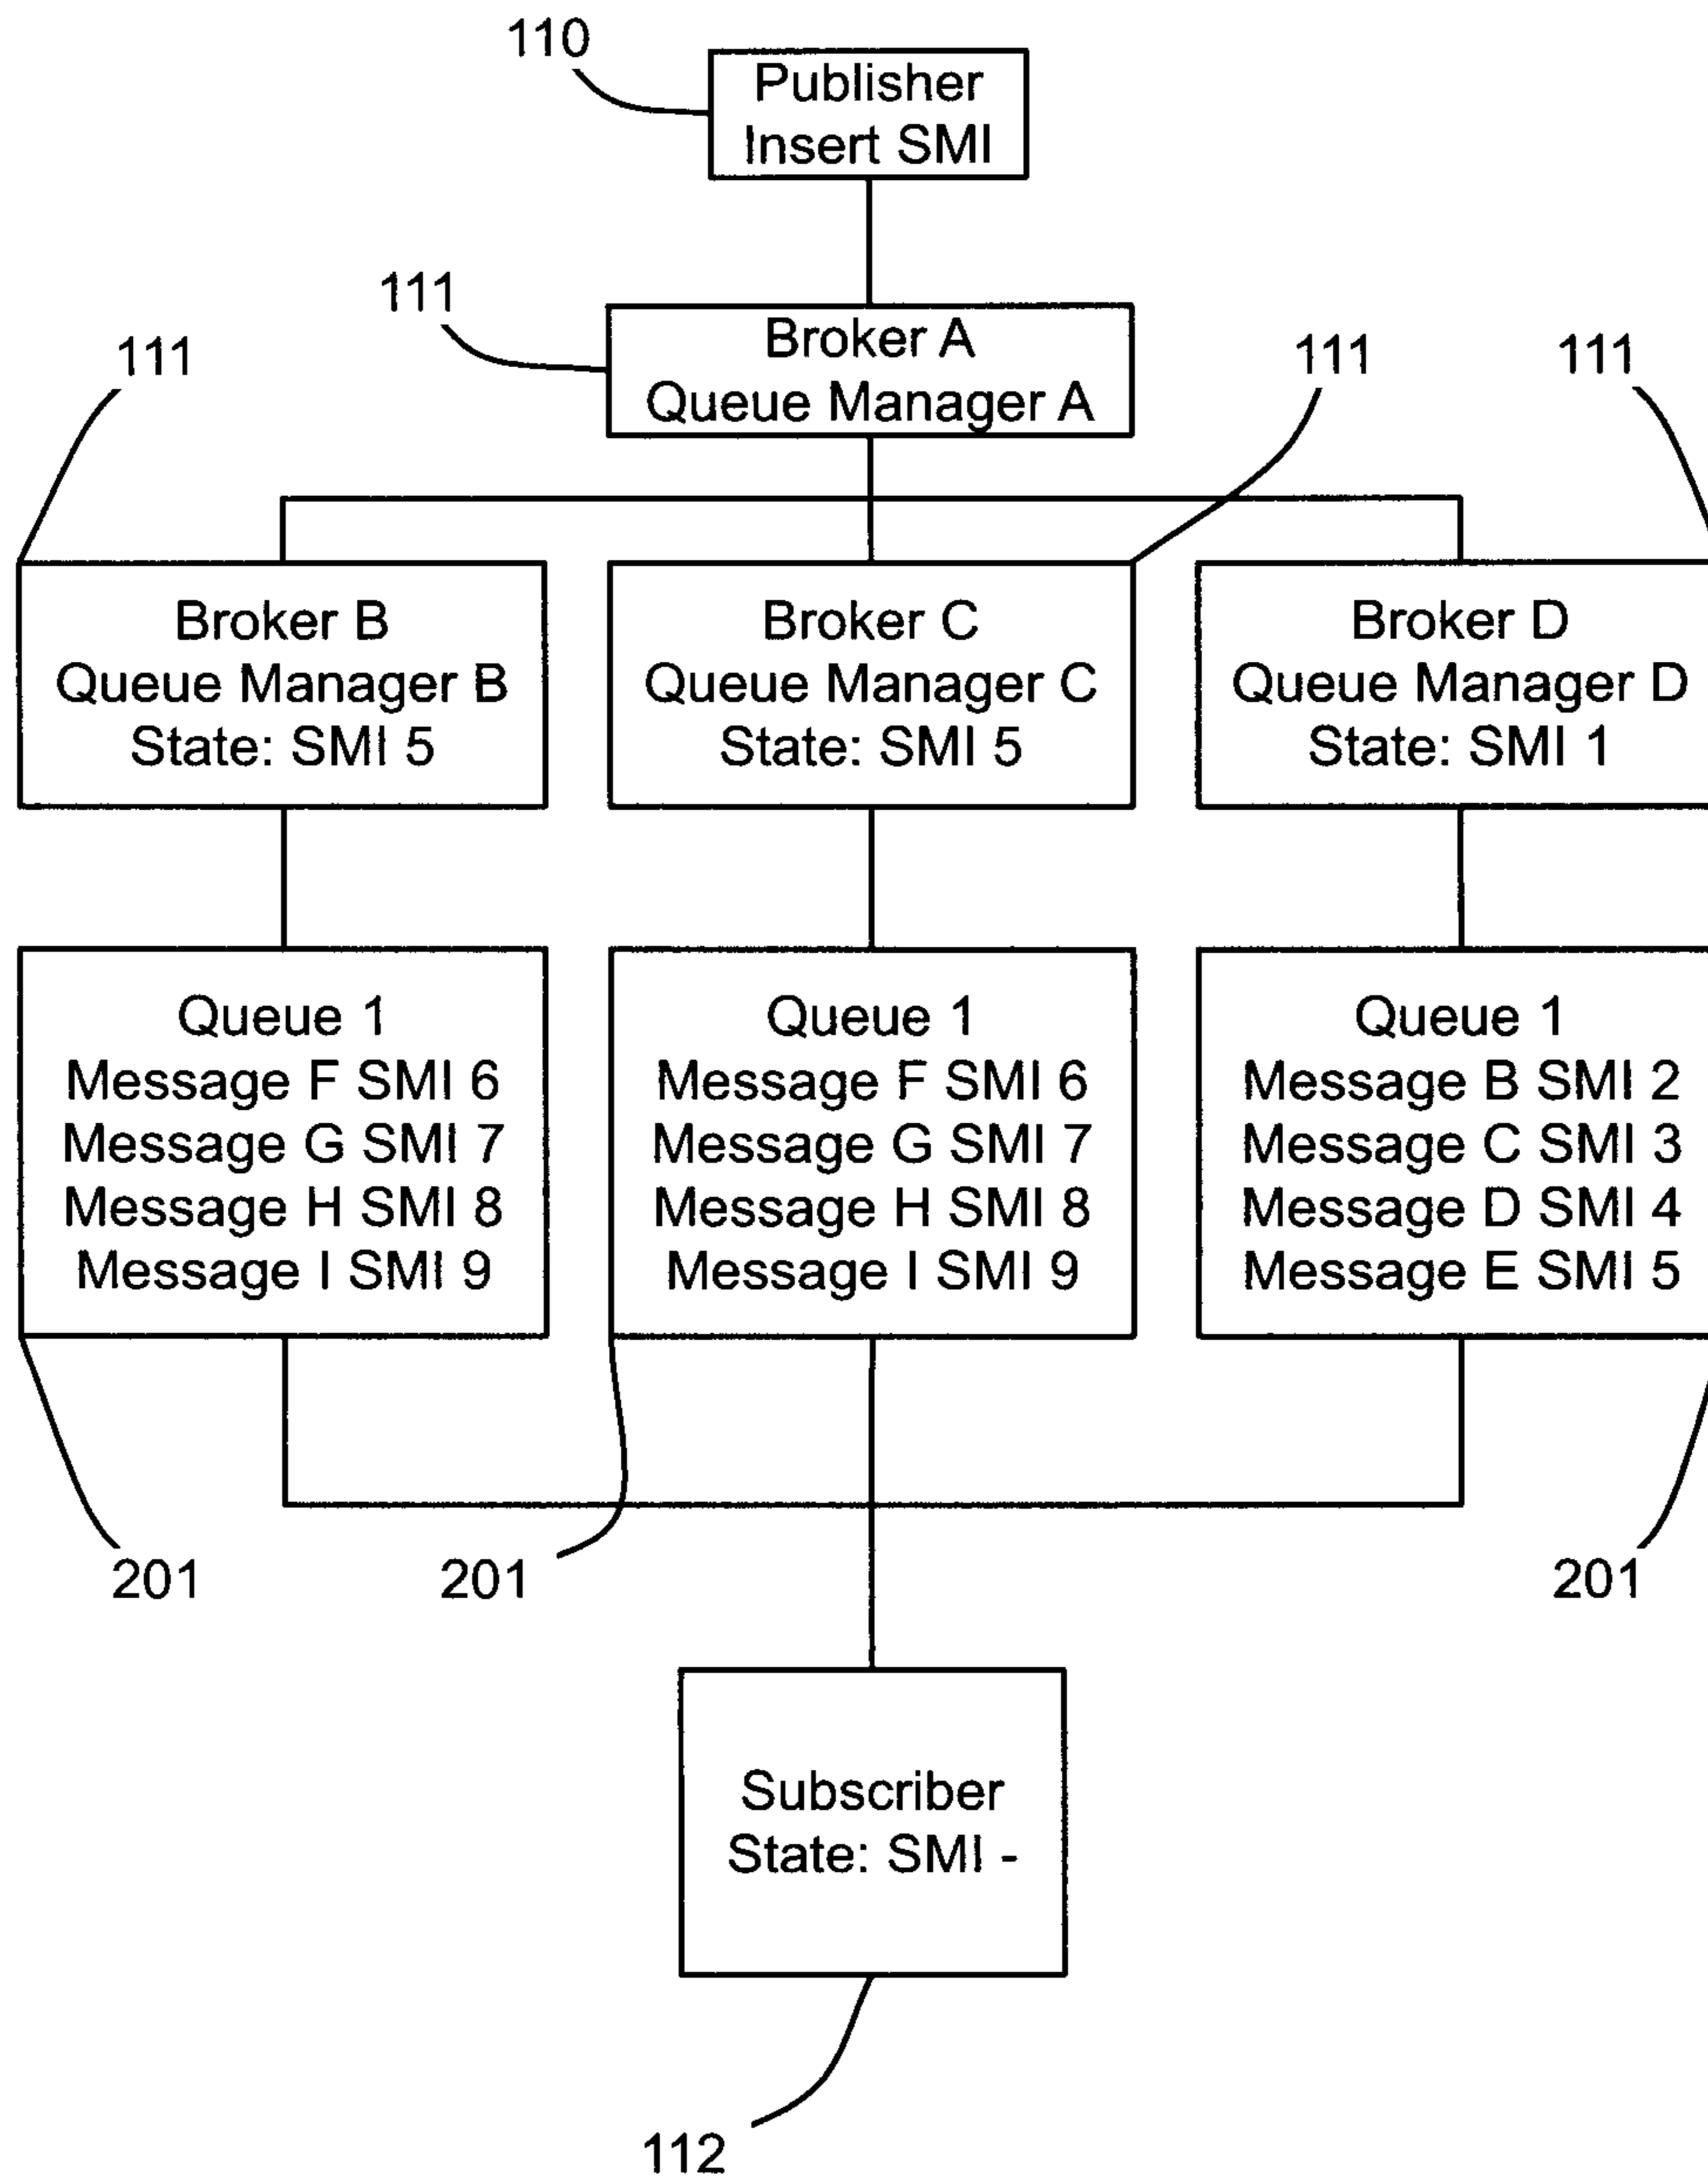 110
Publisher
Insert SMI
111
Broker A
Queue Manager A
111
111
111
Broker B
Queue Manager B
State: SMI 5
Broker C
Queue Manager C
State: SMI 5
Broker D
Queue Manager D
State: SMI 1
Queue 1
Message F SMI 6
Message G SMI 7
Message H SMI 8
Message I SMI 9
Queue 1
Message F SMI 6
Message G SMI 7
Message H SMI 8
Message I SMI 9
Queue 1
Message B SMI 2
Message C SMI 3
Message D SMI 4
Message E SMI 5
201
201
201
Subscriber
State: SMI -
112